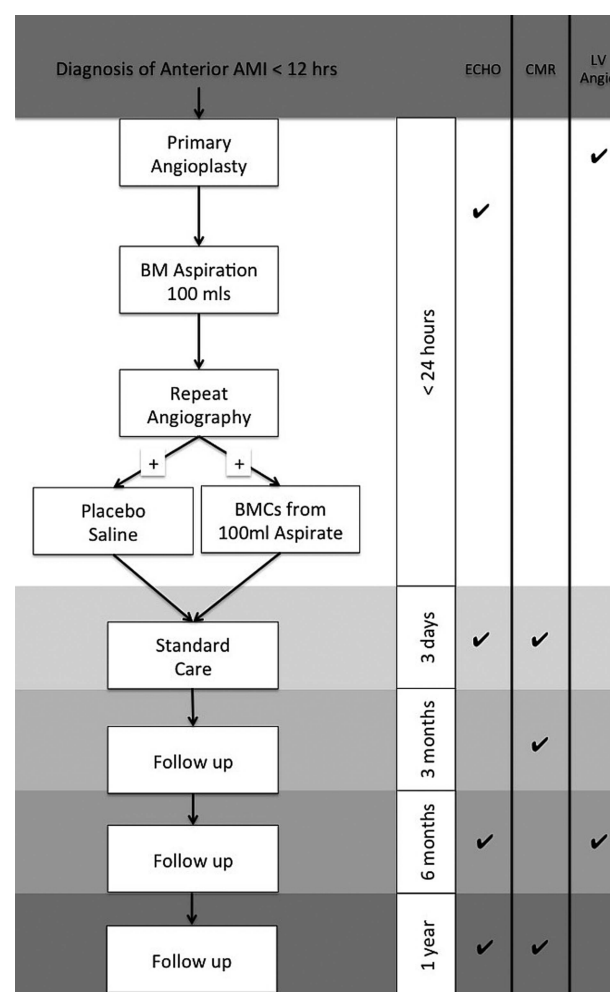 Diagnosis of Anterior AMI < 12 hrs
ECHO
CMR
LV
Angio
Primary
Angioplasty
✔
✔
BM Aspiration
100 mls
< 24 hours
Repeat
Angiography
+
+
Placebo
Saline
BMCs from
100ml Aspirate
Standard
Care
3 days
✔
✔
Follow up
3 months
✔
Follow up
6 months
✔
✔
Follow up
1 year
✔
✔